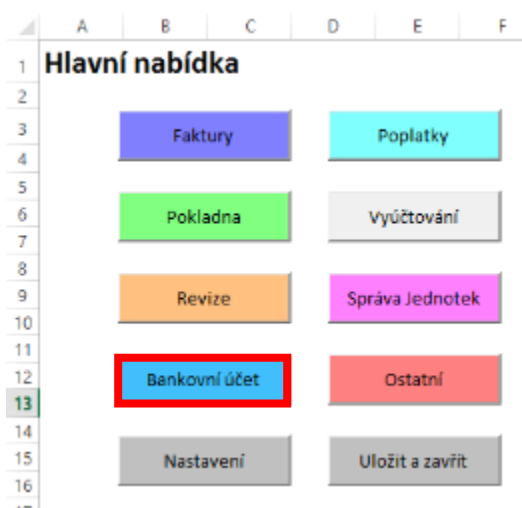 A B C D E F
1 Hlavní nabídka
2
3 Faktury Poplatky
4
5
6 Pokladna Vyúčtování
7
8
9 Revize Správa Jednotek
10
11
12 Bankovní účet Ostatní
13
14
15 Nastavení Uložit a zavřít
16
17